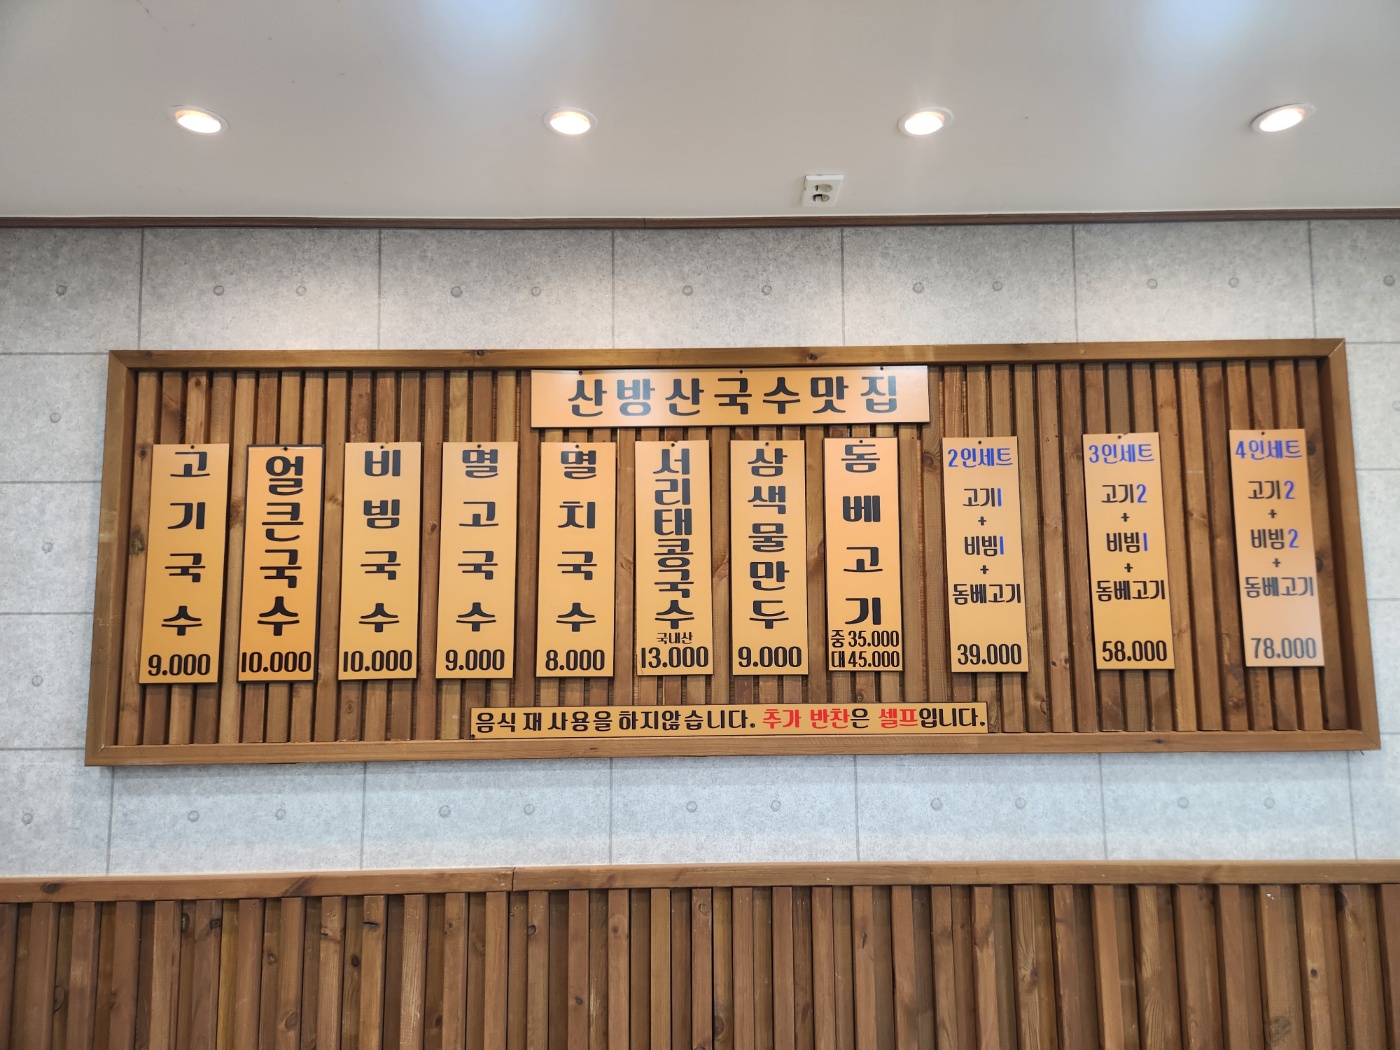 산방산국수맛집
고기국수
9.000
얼큰국수
10.000
비빔국수
10.000
멸고국수
9.000
멸치국수
8.000
서리태콩국수
국내산
13.000
삼색물만두
9.000
돔베고기
중 35.000
대 45.000
2인세트
고기1
+
비빔1
+
돔베고기
39.000
3인세트
고기2
+
비빔1
+
돔베고기
58.000
4인세트
고기2
+
비빔2
+
돔베고기
78.000
음식 재 사용을 하지않습니다. 추가 반찬은 셀프입니다.